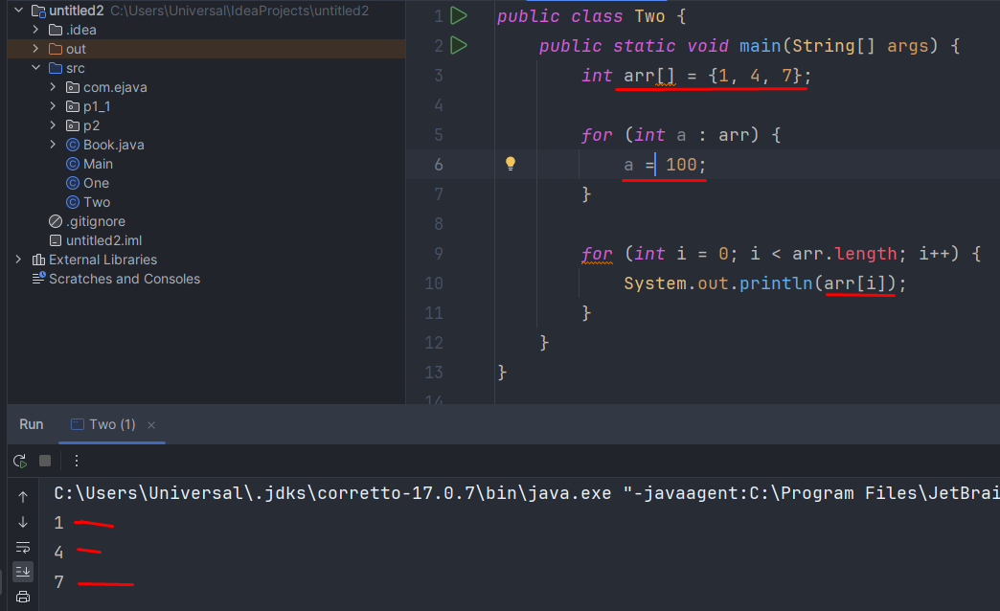 untitled2 C:\Users\Universal\IdeaProjects\untitled2
.idea
out
src
com.ejava
p1_1
p2
Book.java
Main
One
Two
.gitignore
untitled2.iml
External Libraries
Scratches and Consoles
1 public class Two {
2 public static void main(String[] args) {
3 int arr[] = {1, 4, 7};
4
5 for (int a : arr) {
6 a = 100;
7 }
8
9 for (int i = 0; i < arr.length; i++) {
10 System.out.println(arr[i]);
11 }
12 }
13 }
14
Run Two (1)
C:\Users\Universal\.jdks\corretto-17.0.7\bin\java.exe "-javaagent:C:\Program Files\JetBrai
1
4
7